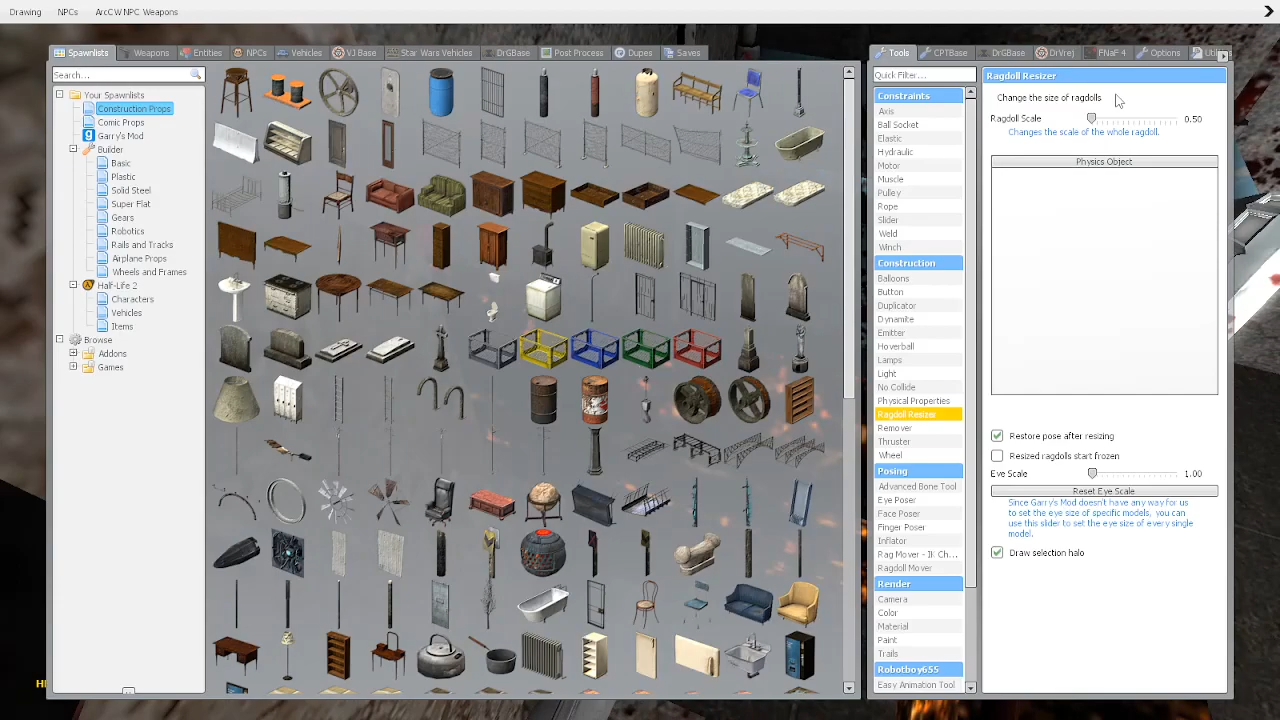 Drawing NPCs ArcCW NPC Weapons
Spawnlists Weapons Entities NPCs Vehicles VJ Base Star Wars Vehicles DrGBase Post Process Dupes Saves
Search...
Your Spawnlists
Construction Props
Comic Props
Garry's Mod
Builder
Basic
Plastic
Solid Steel
Super Flat
Gears
Robotics
Rails and Tracks
Airplane Props
Wheels and Frames
Half-Life 2
Characters
Vehicles
Items
Browse
Addons
Games
Tools CPTBase DrGBase DrVrej FNaF 4 Options
Quick Filter...
Constraints
Axis
Ball Socket
Elastic
Hydraulic
Motor
Muscle
Pulley
Rope
Slider
Weld
Winch
Construction
Balloons
Button
Duplicator
Dynamite
Emitter
Hoverball
Lamps
Light
No Collide
Physical Properties
Ragdoll Resizer
Remover
Thruster
Wheel
Posing
Advanced Bone Tool
Eye Poser
Face Poser
Finger Poser
Inflator
Rag Mover - IK Ch...
Ragdoll Mover
Render
Camera
Color
Material
Paint
Trails
Robotboy655
Easy Animation Tool
Ragdoll Resizer
Change the size of ragdolls
Ragdoll Scale 0.50
Changes the scale of the whole ragdoll.
Physics Object
Restore pose after resizing
Resized ragdolls start frozen
Eye Scale 1.00
Reset Eye Scale
Since Garry's Mod doesn't have any way for us
to set the eye size of specific models, you can
use this slider to set the eye size of every single
model.
Draw selection halo